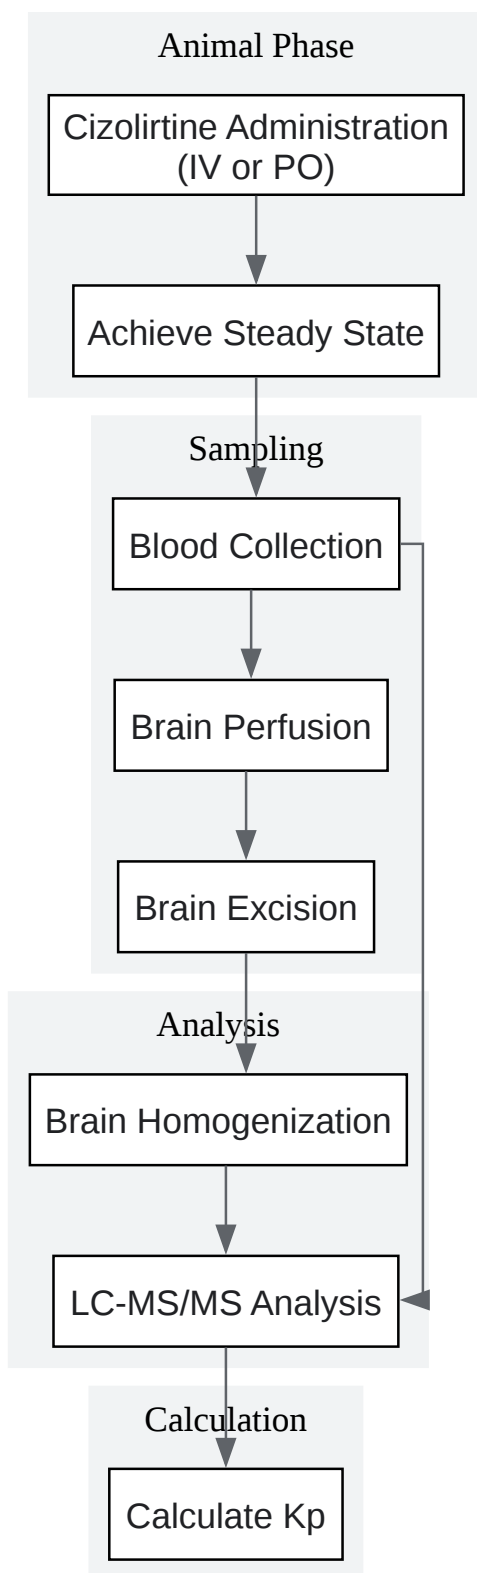 Animal Phase
Cizolirtine Administration
(IV or PO)
Achieve Steady State
Sampling
Blood Collection
Brain Perfusion
Brain Excision
Analysis
Brain Homogenization
LC-MS/MS Analysis
Calculation
Calculate Kp